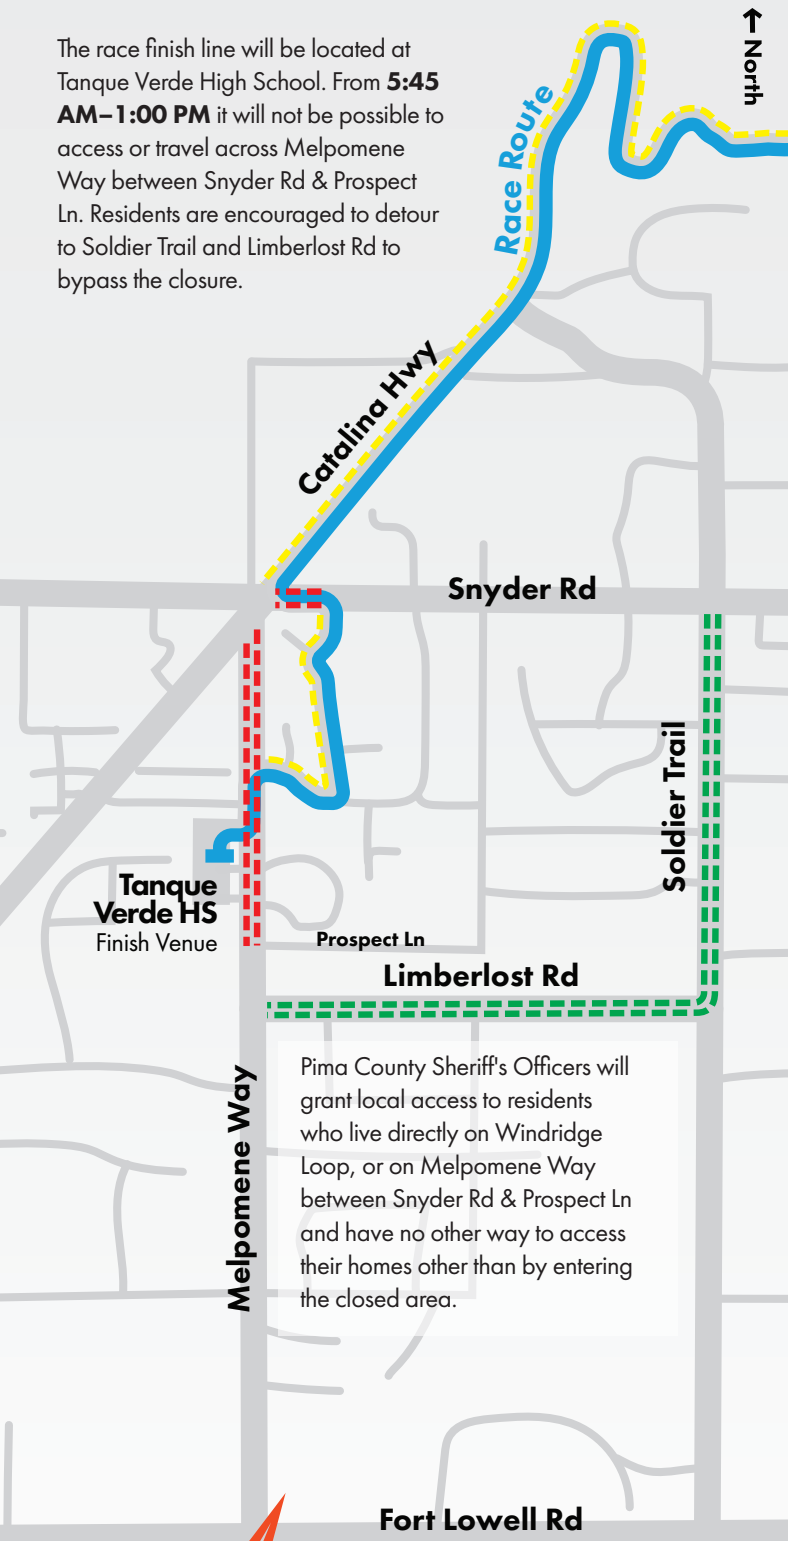 The race finish line will be located at
Tanque Verde High School. From 5:45
AM–1:00 PM it will not be possible to
access or travel across Melpomene
Way between Snyder Rd & Prospect
Ln. Residents are encouraged to detour
to Soldier Trail and Limberlost Rd to
bypass the closure.
← North
Race Route
Catalina Hwy
Snyder Rd
Soldier Trail
Tanque
Verde HS
Finish Venue
Prospect Ln
Limberlost Rd
Melpomene Way
Pima County Sheriff's Officers will
grant local access to residents
who live directly on Windridge
Loop, or on Melpomene Way
between Snyder Rd & Prospect Ln
and have no other way to access
their homes other than by entering
the closed area.
Fort Lowell Rd